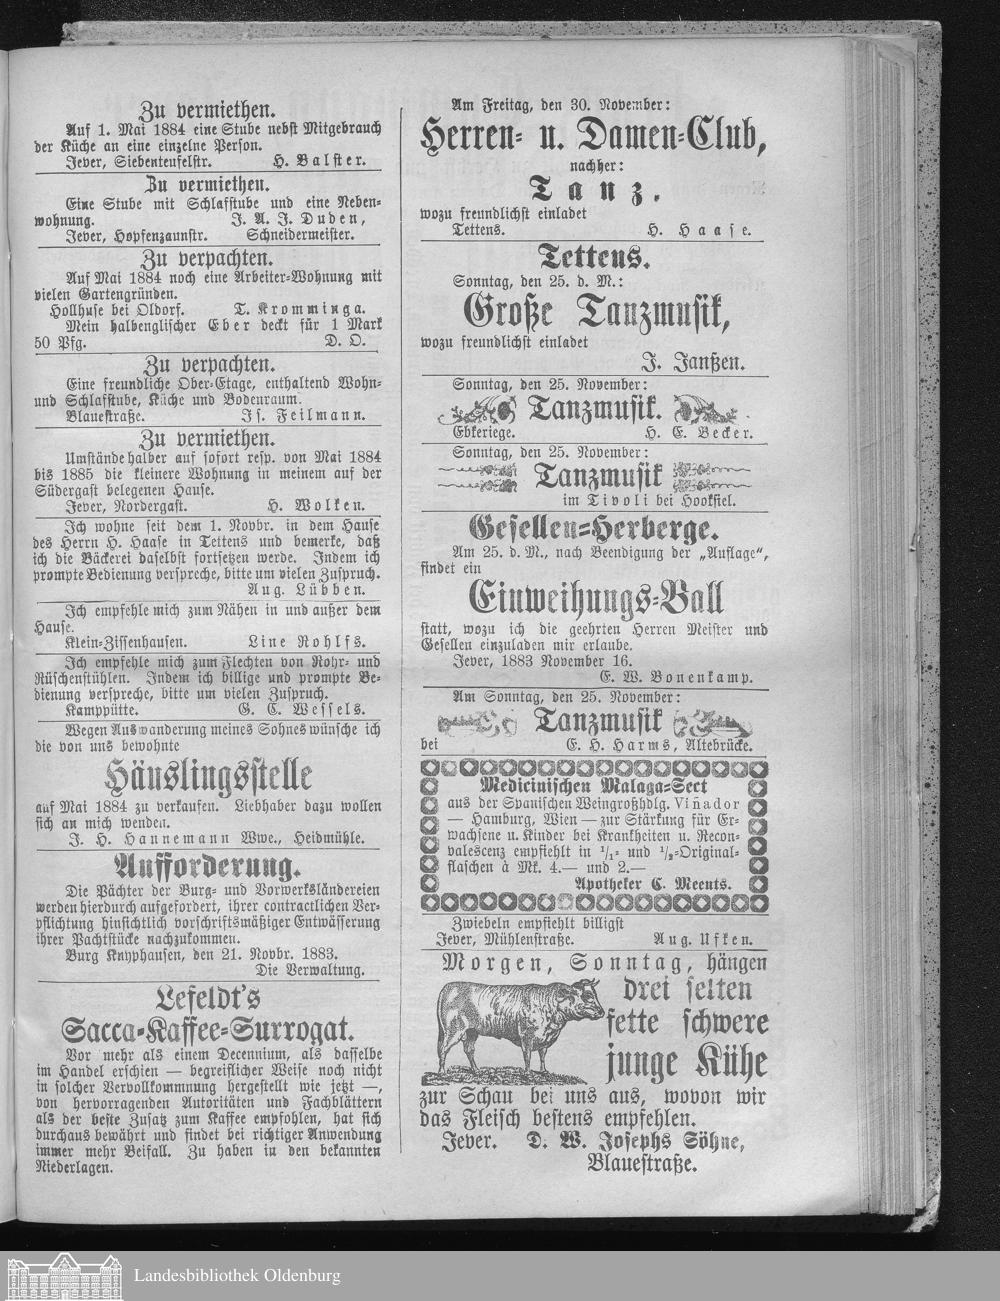 Zu vermiethen.
Auf 1. Mai 1884 eine Stube nebst Mitgebrauch
der Küche an eine einzelne Person.
Jever, Siebenteufelstr. H. Balster.
Zu vermiethen.
Eine Stube mit Schlafstube und eine Neben-
wohnung. J. A. J. Duden,
Jever, Hopfenzaunstr. Schneidermeister.
Zu verpachten.
Auf Mai 1884 noch eine Arbeiter-Wohnung mit
vielen Gartengründen.
Hollhuse bei Oldorf. T. Kromminga.
Mein halbenglischer Eber deckt für 1 Mark
50 Pfg. D. O.
Zu verpachten.
Eine freundliche Ober-Etage, enthaltend Wohn-
und Schlafstube, Küche und Bodenraum.
Blauestraße. Js. Feilmann.
Zu vermiethen.
Umständehalber auf sofort resp. von Mai 1884
bis 1885 die kleinere Wohnung in meinem auf der
Südergast belegenen Hause.
Jever, Nordergast. H. Wolken.
Ich wohne seit dem 1. Novbr. in dem Hause
des Herrn H. Haase in Tettens und bemerke, daß
ich die Bäckerei daselbst fortsetzen werde. Indem ich
prompte Bedienung verspreche, bitte um vielen Zuspruch.
Aug. Lübben.
Ich empfehle mich zum Nähen in und außer dem
Hause.
Klein-Zissenhausen. Line Rohlfs.
Ich empfehle mich zum Flechten von Rohr- und
Rüschenstühlen. Indem ich billige und prompte Be-
dienung verspreche, bitte um vielen Zuspruch.
Kamppütte. G. C. Wessels.
Wegen Auswanderung meines Sohnes wünsche ich
die von uns bewohnte
Häuslingsstelle
auf Mai 1884 zu verkaufen. Liebhaber dazu wollen
sich an mich wenden.
J. H. Hannemann Wwe., Heidmühle.
Aufforderung.
Die Pächter der Burg- und Vorwerksländereien
werden hierdurch aufgefordert, ihrer contractlichen Ver-
pflichtung hinsichtlich vorschriftsmäßiger Entwässerung
ihrer Pachtstücke nachzukommen.
Burg Knyphausen, den 21. Novbr. 1883.
Die Verwaltung.
Lefeldt's
Sacca-Kaffee-Surrogat.
Vor mehr als einem Decennium, als dasselbe
im Handel erschien — begreiflicher Weise noch nicht
in solcher Vervollkommnung hergestellt wie jetzt —,
von hervorragenden Autoritäten und Fachblättern
als der beste Zusatz zum Kaffee empfohlen, hat sich
durchaus bewährt und findet bei richtiger Anwendung
immer mehr Beifall. Zu haben in den bekannten
Niederlagen.
Am Freitag, den 30. November:
Herren- u. Damen-Club,
nachher:
Tanz,
wozu freundlichst einladet
Tettens. H. Haase.
Tettens.
Sonntag, den 25. d. M.:
Große Tanzmusik,
wozu freundlichst einladet
J. Janßen.
Sonntag, den 25. November:
Tanzmusik.
Ebkeriege. H. E. Becker.
Sonntag, den 25. November:
Tanzmusik
im Tivoli bei Hooksiel.
Gesellen-Herberge.
Am 25. d. M., nach Beendigung der „Auflage“,
findet ein
Einweihungs-Ball
statt, wozu ich die geehrten Herren Meister und
Gesellen einzuladen mir erlaube.
Jever, 1883 November 16.
E. W. Bonenkamp.
Am Sonntag, den 25. November:
Tanzmusik
bei E. H. Harms, Altebrücke.
Medicinischen Malaga-Sect
aus der Spanischen Weingroßhdlg. Viñador
— Hamburg, Wien — zur Stärkung für Er-
wachsene u. Kinder bei Krankheiten u. Recon-
valescenz empfiehlt in 1/1- und 1/2-Original-
flaschen à Mk. 4.— und 2.—
Apotheker C. Meents.
Zwiebeln empfiehlt billigst
Jever, Mühlenstraße. Aug. Ufken.
Morgen, Sonntag, hängen
drei selten
fette schwere
junge Kühe
zur Schau bei uns aus, wovon wir
das Fleisch bestens empfehlen.
Jever. D. W. Josephs Söhne,
Blauestraße.
Landesbibliothek Oldenburg